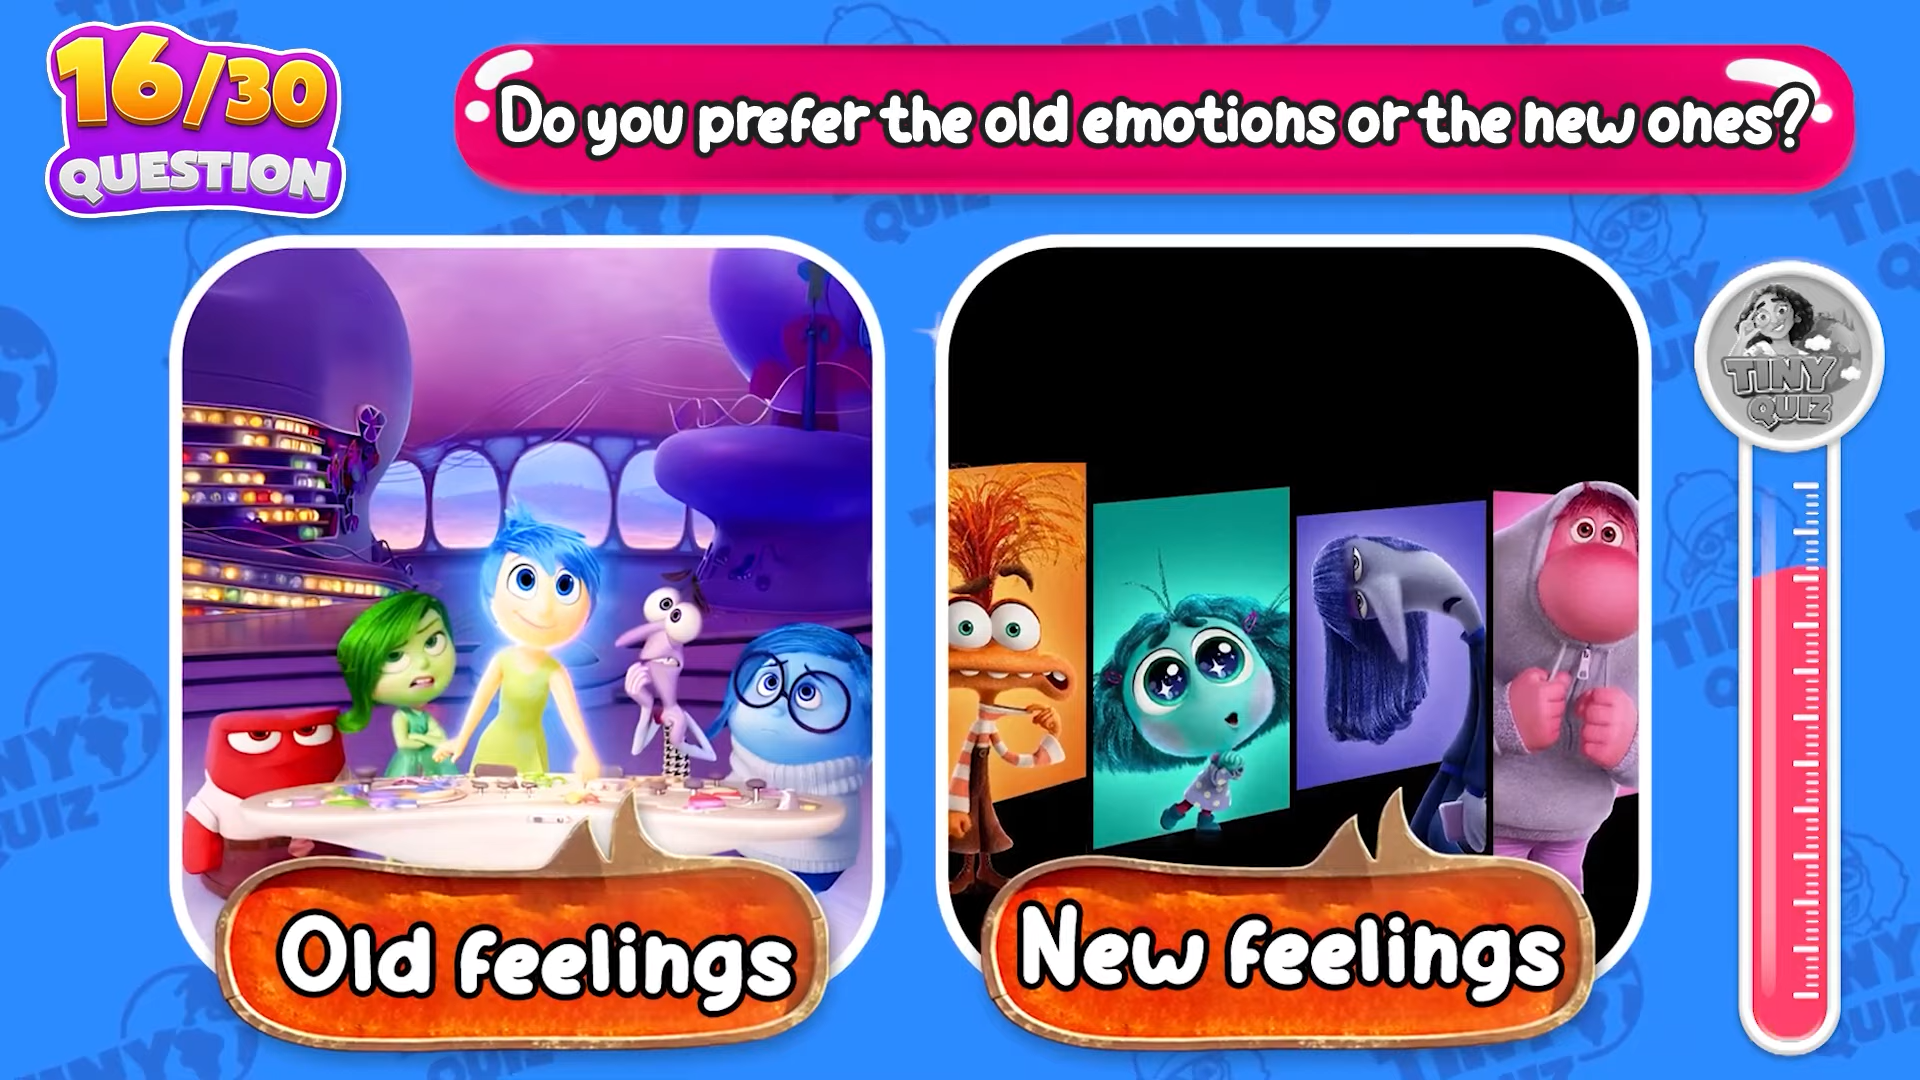 16/30
QUESTION
Do you prefer the old emotions or the new ones?
TINY
QUIZ
Old feelings
New feelings